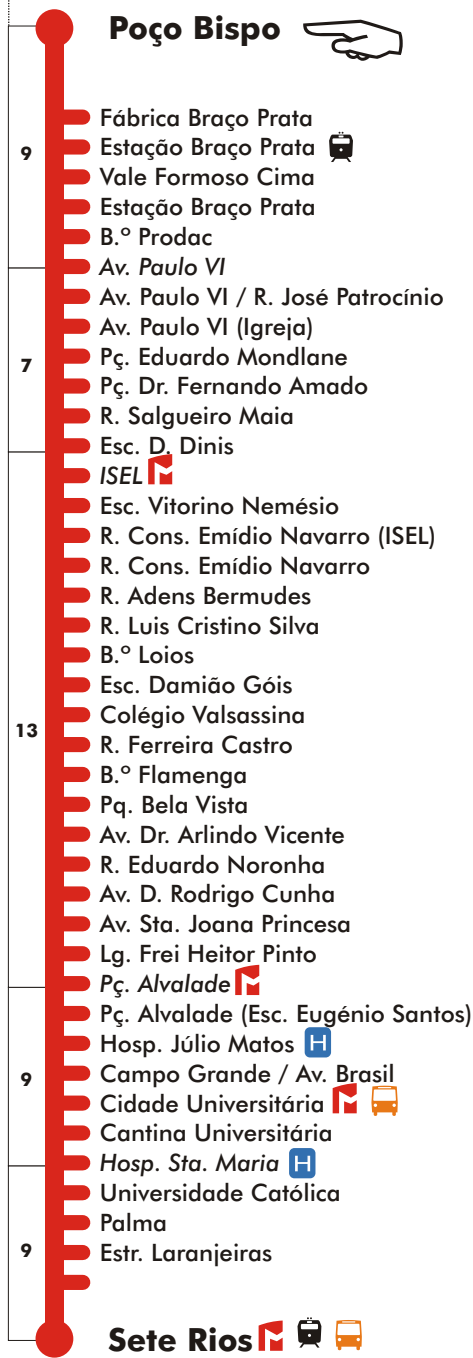 Poço Bispo
Fábrica Braço Prata
9
Estação Braço Prata
Vale Formoso Cima
Estação Braço Prata
B.º Prodac
Av. Paulo VI
Av. Paulo VI / R. José Patrocínio
Av. Paulo VI (Igreja)
7
Pç. Eduardo Mondlane
Pç. Dr. Fernando Amado
R. Salgueiro Maia
Esc. D. Dinis
ISEL
Esc. Vitorino Nemésio
R. Cons. Emídio Navarro (ISEL)
R. Cons. Emídio Navarro
R. Adens Bermudes
R. Luis Cristino Silva
B.º Loios
Esc. Damião Góis
Colégio Valsassina
13
R. Ferreira Castro
B.º Flamenga
Pq. Bela Vista
Av. Dr. Arlindo Vicente
R. Eduardo Noronha
Av. D. Rodrigo Cunha
Av. Sta. Joana Princesa
Lg. Frei Heitor Pinto
Pç. Alvalade
Pç. Alvalade (Esc. Eugénio Santos)
Hosp. Júlio Matos H
9
Campo Grande / Av. Brasil
Cidade Universitária
Cantina Universitária
Hosp. Sta. Maria H
Universidade Católica
Palma
9
Estr. Laranjeiras
Sete Rios